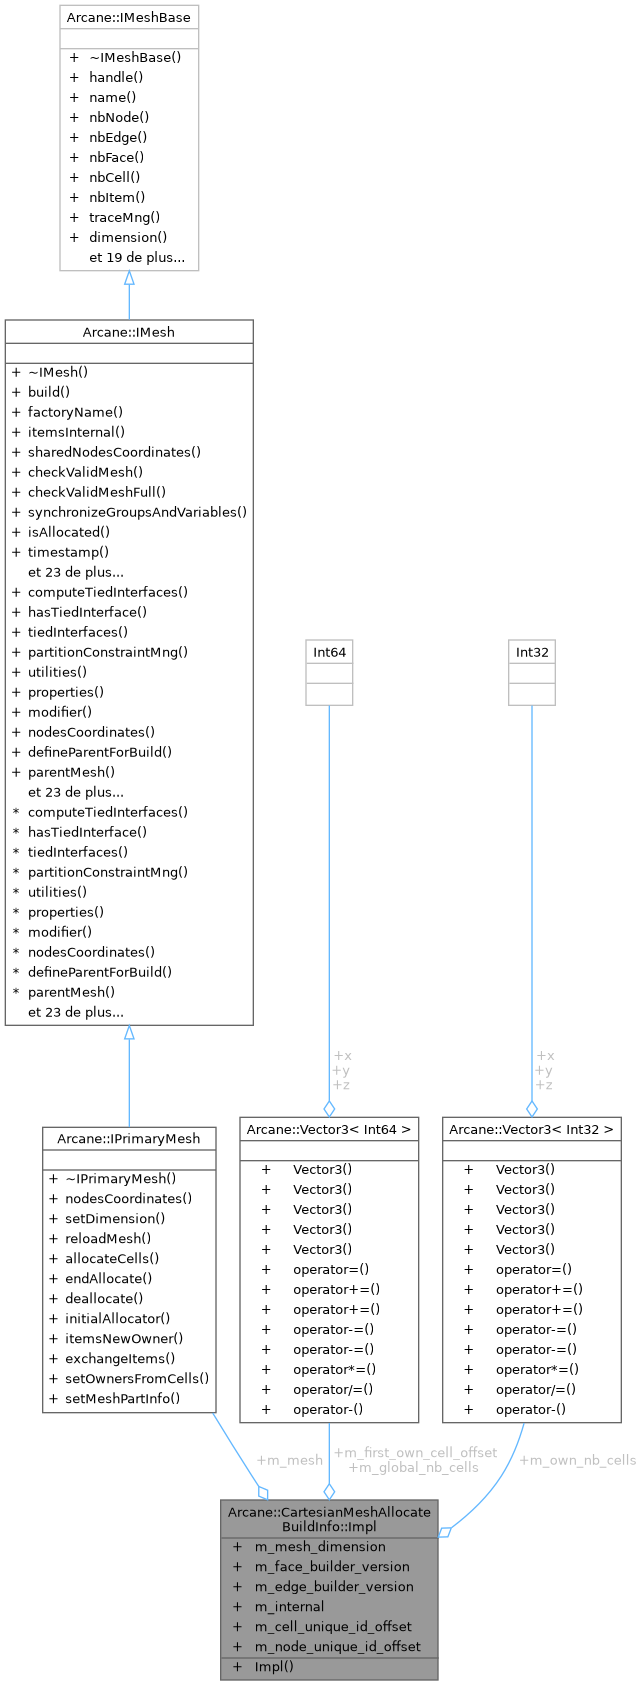 Arcane::IMeshBase
+ ~IMeshBase()
+ handle()
+ name()
+ nbNode()
+ nbEdge()
+ nbFace()
+ nbCell()
+ nbItem()
+ traceMng()
+ dimension()
et 19 de plus...
Arcane::IMesh
+ ~IMesh()
+ build()
+ factoryName()
+ itemsInternal()
+ sharedNodesCoordinates()
+ checkValidMesh()
+ checkValidMeshFull()
+ synchronizeGroupsAndVariables()
+ isAllocated()
+ timestamp()
et 23 de plus...
+ computeTiedInterfaces()
+ hasTiedInterface()
+ tiedInterfaces()
+ partitionConstraintMng()
+ utilities()
+ properties()
+ modifier()
+ nodesCoordinates()
+ defineParentForBuild()
+ parentMesh()
et 23 de plus...
* computeTiedInterfaces()
* hasTiedInterface()
* tiedInterfaces()
* partitionConstraintMng()
* utilities()
* properties()
* modifier()
* nodesCoordinates()
* defineParentForBuild()
* parentMesh()
et 23 de plus...
Int64
Int32
+x
+y
+z
+x
+y
+z
Arcane::IPrimaryMesh
+ ~IPrimaryMesh()
+ nodesCoordinates()
+ setDimension()
+ reloadMesh()
+ allocateCells()
+ endAllocate()
+ deallocate()
+ initialAllocator()
+ itemsNewOwner()
+ exchangeItems()
+ setOwnersFromCells()
+ setMeshPartInfo()
Arcane::Vector3< Int64 >
+ Vector3()
+ Vector3()
+ Vector3()
+ Vector3()
+ Vector3()
+ operator=()
+ operator+=()
+ operator+=()
+ operator-=()
+ operator-=()
+ operator*=()
+ operator/=()
+ operator-()
Arcane::Vector3< Int32 >
+ Vector3()
+ Vector3()
+ Vector3()
+ Vector3()
+ Vector3()
+ operator=()
+ operator+=()
+ operator+=()
+ operator-=()
+ operator-=()
+ operator*=()
+ operator/=()
+ operator-()
+m_mesh
+m_first_own_cell_offset
+m_global_nb_cells
+m_own_nb_cells
Arcane::CartesianMeshAllocate
BuildInfo::Impl
+ m_mesh_dimension
+ m_face_builder_version
+ m_edge_builder_version
+ m_internal
+ m_cell_unique_id_offset
+ m_node_unique_id_offset
+ Impl()